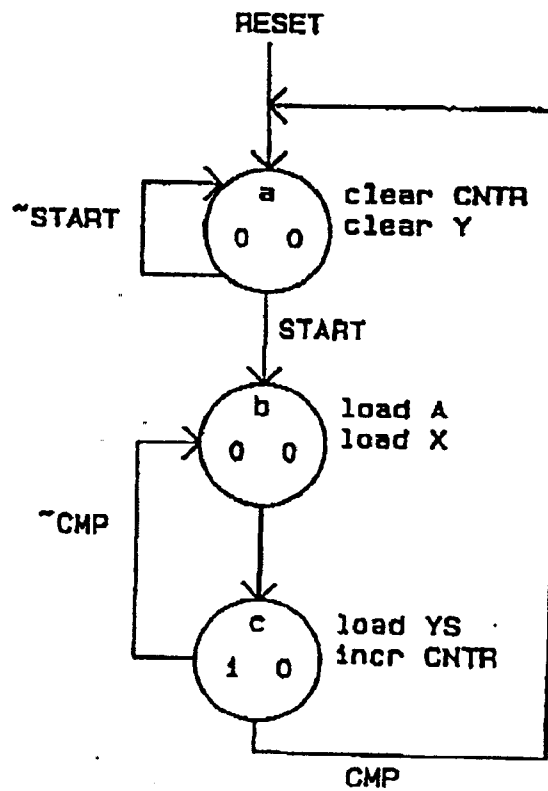 RESET
a
0 0
~START
clear CNTR
clear Y
START
b
0 0
load A
load X
~CMP
c
1 0
load YS
incr CNTR
CMP